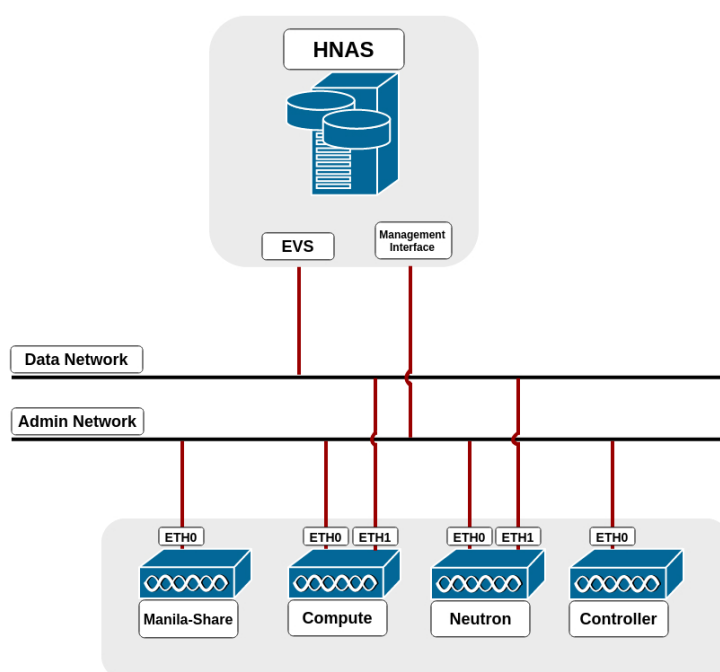 HNAS
EVS
Management
Interface
Data Network
Admin Network
ETH0
ETH0
ETH1
ETH0
ETH1
ETH0
Manila-Share
Compute
Neutron
Controller